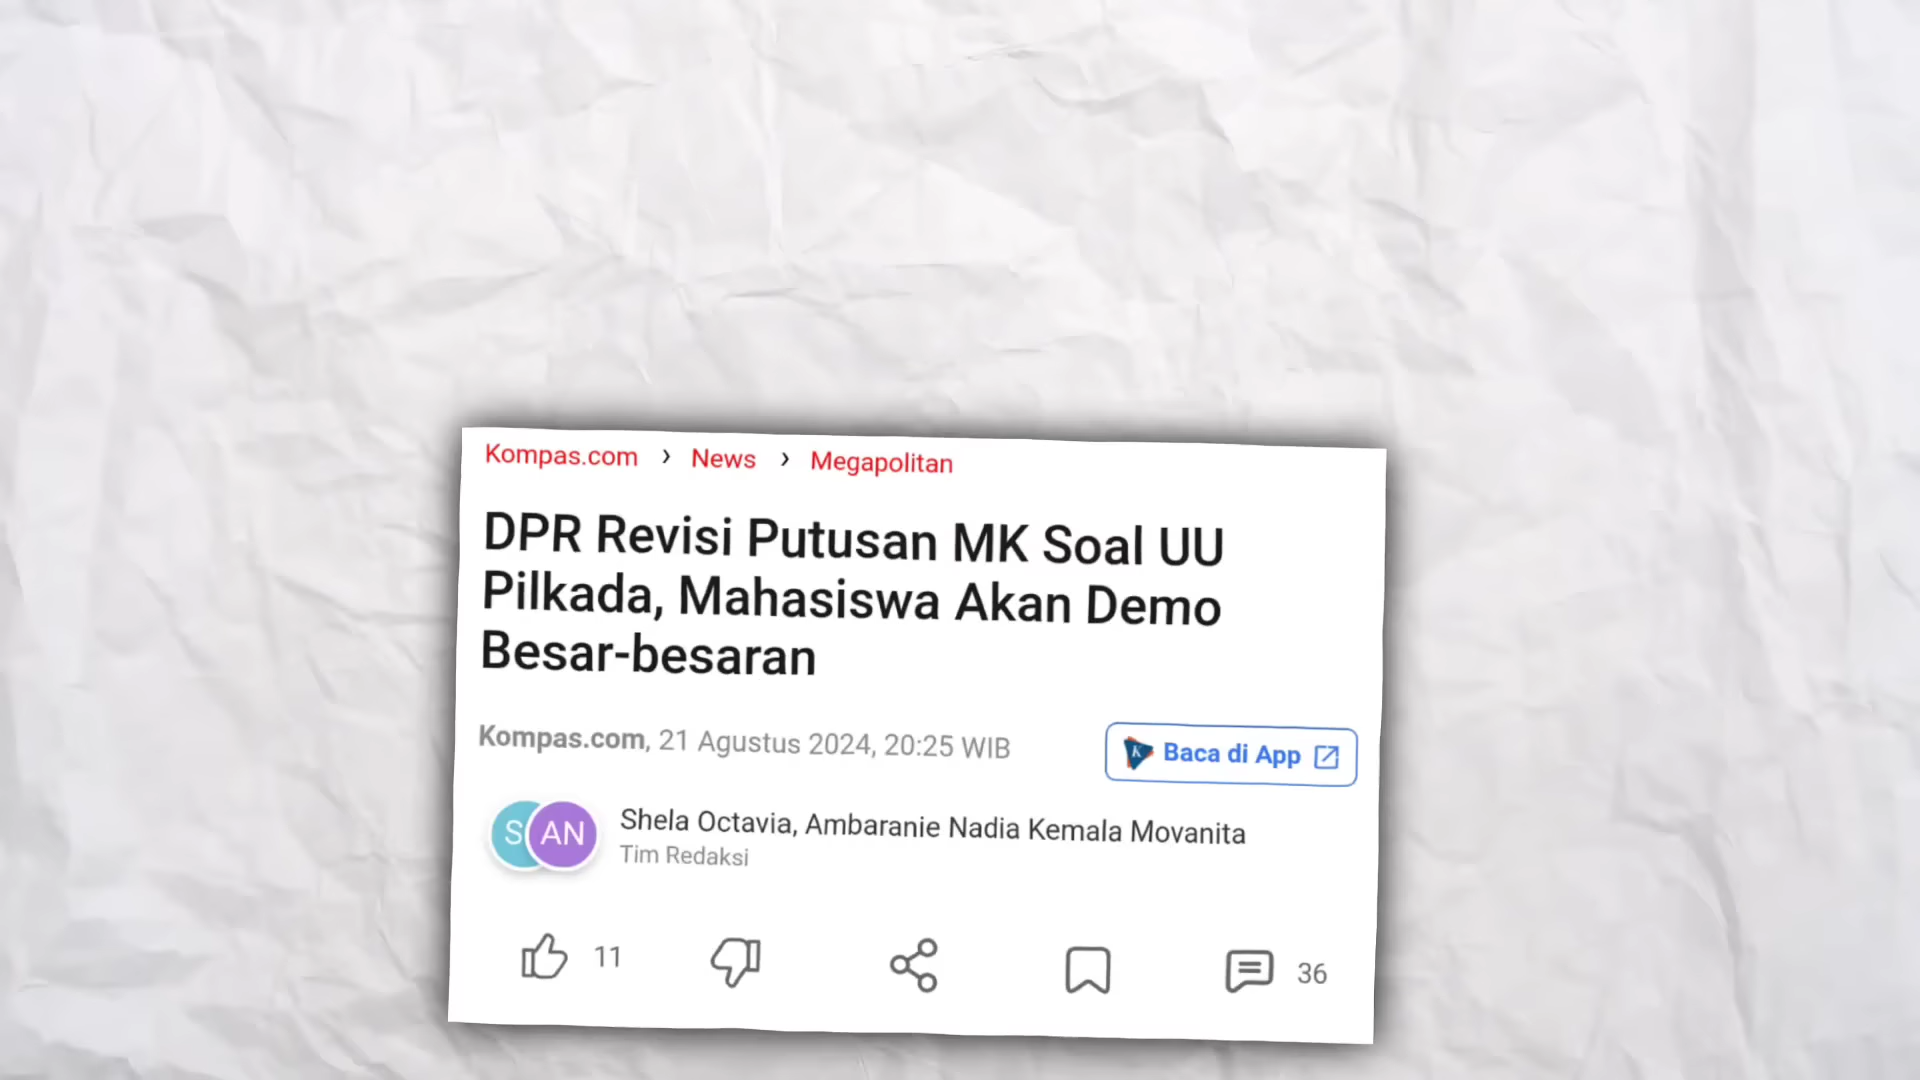 Kompas.com › News › Megapolitan
DPR Revisi Putusan MK Soal UU
Pilkada, Mahasiswa Akan Demo
Besar-besaran
Kompas.com, 21 Agustus 2024, 20:25 WIB
K Baca di App
S AN Shela Octavia, Ambaranie Nadia Kemala Movanita
Tim Redaksi
11
36